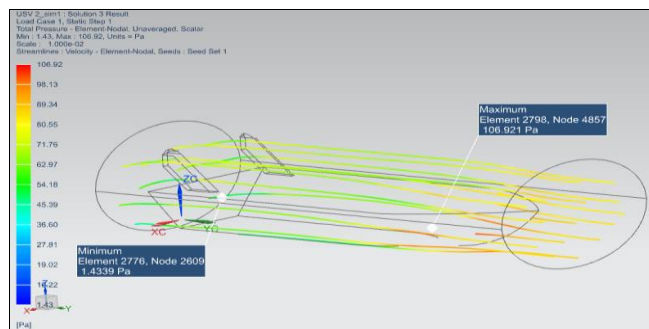 USV 2_sim1 : Solution 3 Result
Load Case 1, Static Step 1
Total Pressure - Element-Nodal, Unaveraged, Scalar
Min : 1.43, Max : 106.92, Units = Pa
Scale : 1.000e-02
Streamlines : Velocity - Element-Nodal, Seeds : Seed Set 1
106.92
98.13
89.34
80.55
71.76
62.97
54.18
45.39
36.60
27.81
19.02
1.43
[Pa]
Maximum
Element 2798, Node 4857
106.921 Pa
ZC
XC
YC
Minimum
Element 2776, Node 2609
1.4339 Pa
Z
X
Y